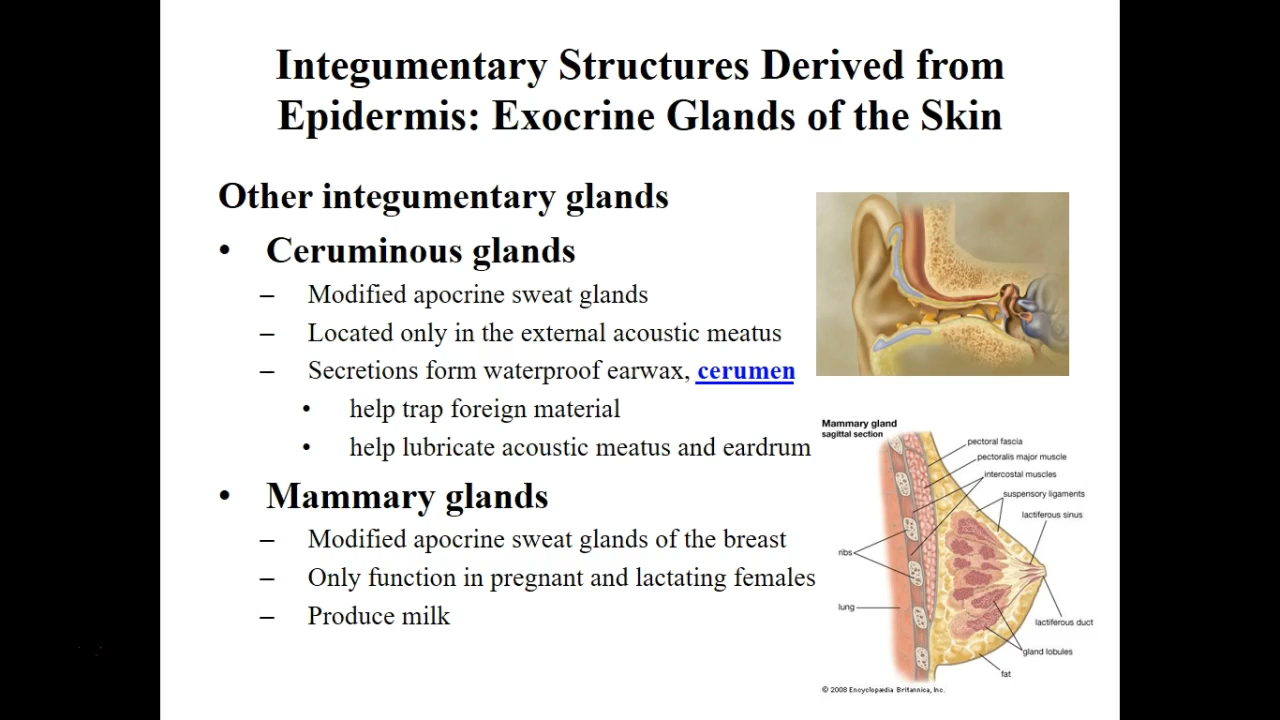 Integumentary Structures Derived from
Epidermis: Exocrine Glands of the Skin
Other integumentary glands
• Ceruminous glands
– Modified apocrine sweat glands
– Located only in the external acoustic meatus
– Secretions form waterproof earwax, cerumen
• help trap foreign material
• help lubricate acoustic meatus and eardrum
• Mammary glands
– Modified apocrine sweat glands of the breast
– Only function in pregnant and lactating females
– Produce milk
Mammary gland
sagittal section
pectoral fascia
pectoralis major muscle
intercostal muscles
suspensory ligaments
lactiferous sinus
ribs
lung
lactiferous duct
gland lobules
fat
© 2008 Encyclopædia Britannica, Inc.